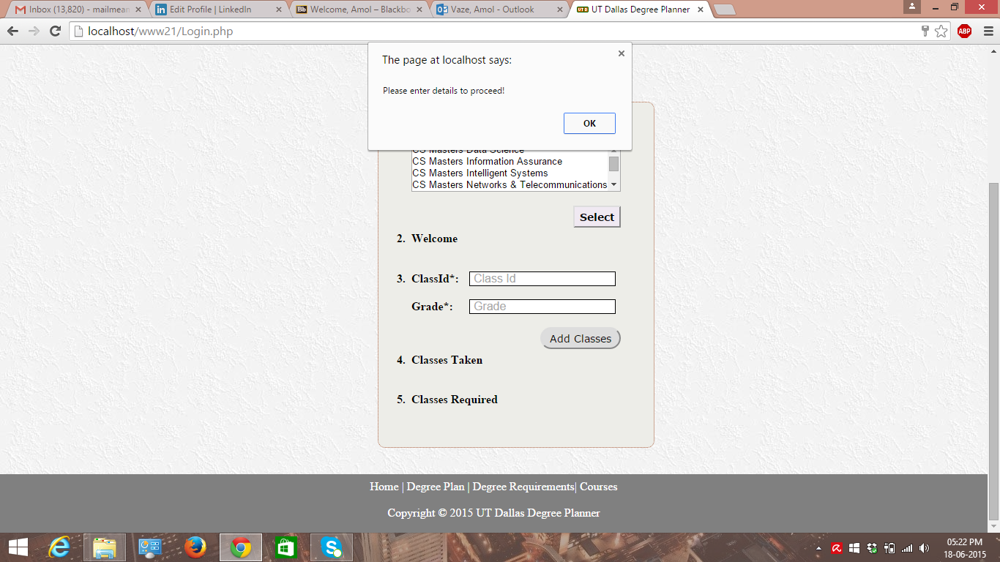 Inbox (13,820) - mailmean
Edit Profile | LinkedIn
Bb Welcome, Amol – Blackbo
Vaze, Amol - Outlook
UTD UT Dallas Degree Planner
localhost/www21/Login.php
ABP
The page at localhost says:
Please enter details to proceed!
OK
CS Masters Data Science
CS Masters Information Assurance
CS Masters Intelligent Systems
CS Masters Networks & Telecommunications
Select
2. Welcome
3. ClassId*: Class Id
Grade*: Grade
Add Classes
4. Classes Taken
5. Classes Required
Home | Degree Plan | Degree Requirements| Courses
Copyright © 2015 UT Dallas Degree Planner
05:22 PM
18-06-2015